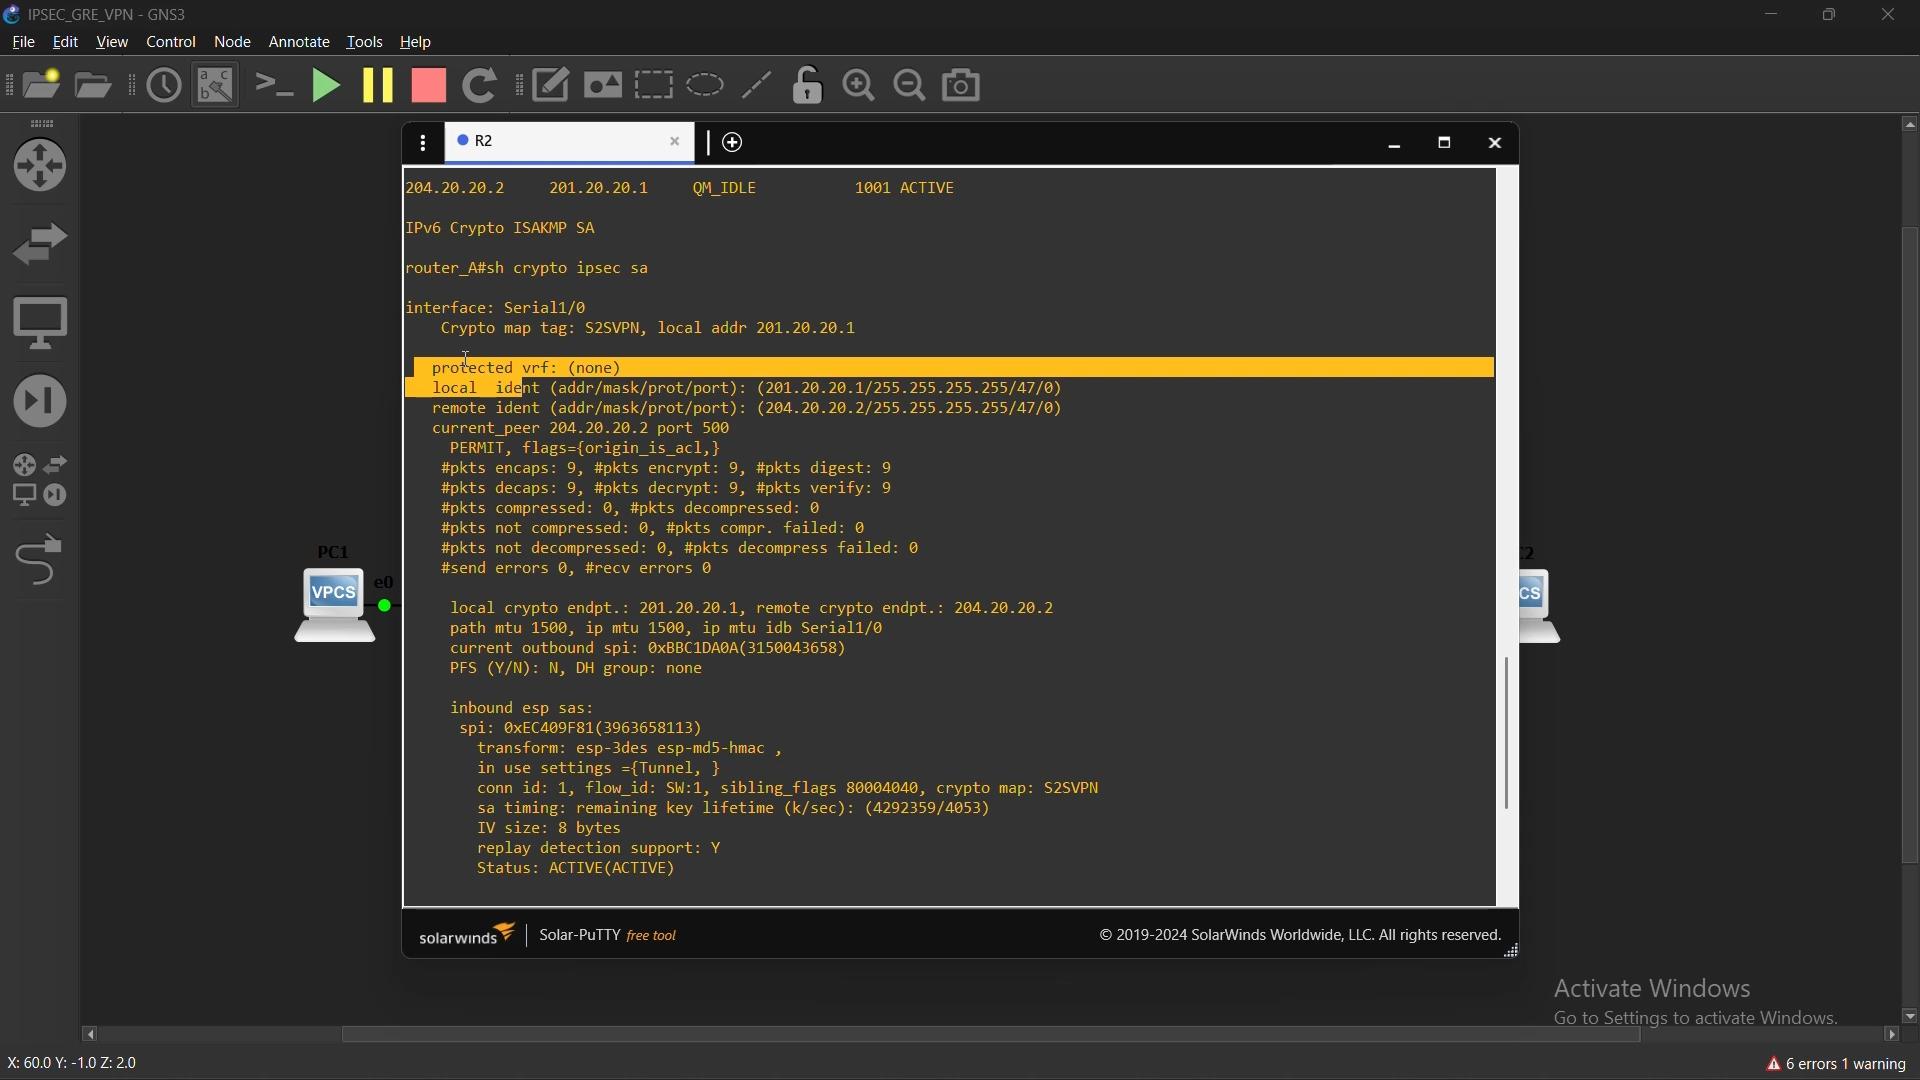 IPSEC_GRE_VPN - GNS3
File Edit View Control Node Annotate Tools Help
R2
204.20.20.2     201.20.20.1     QM_IDLE           1001 ACTIVE
IPv6 Crypto ISAKMP SA
router_A#sh crypto ipsec sa
interface: Serial1/0
Crypto map tag: S2SVPN, local addr 201.20.20.1
protected vrf: (none)
local  ident (addr/mask/prot/port): (201.20.20.1/255.255.255.255/47/0)
remote ident (addr/mask/prot/port): (204.20.20.2/255.255.255.255/47/0)
current_peer 204.20.20.2 port 500
PERMIT, flags={origin_is_acl,}
#pkts encaps: 9, #pkts encrypt: 9, #pkts digest: 9
#pkts decaps: 9, #pkts decrypt: 9, #pkts verify: 9
#pkts compressed: 0, #pkts decompressed: 0
#pkts not compressed: 0, #pkts compr. failed: 0
#pkts not decompressed: 0, #pkts decompress failed: 0
#send errors 0, #recv errors 0
local crypto endpt.: 201.20.20.1, remote crypto endpt.: 204.20.20.2
path mtu 1500, ip mtu 1500, ip mtu idb Serial1/0
current outbound spi: 0xBBC1DA0A(3150043658)
PFS (Y/N): N, DH group: none
inbound esp sas:
spi: 0xEC409F81(3963658113)
transform: esp-3des esp-md5-hmac ,
in use settings ={Tunnel, }
conn id: 1, flow_id: SW:1, sibling_flags 80004040, crypto map: S2SVPN
sa timing: remaining key lifetime (k/sec): (4292359/4053)
IV size: 8 bytes
replay detection support: Y
Status: ACTIVE(ACTIVE)
PC1
e0
VPCS
C2
CS
solarwinds Solar-PuTTY free tool
© 2019-2024 SolarWinds Worldwide, LLC. All rights reserved.
Activate Windows
Go to Settings to activate Windows.
X: 60.0 Y: -1.0 Z: 2.0
6 errors 1 warning